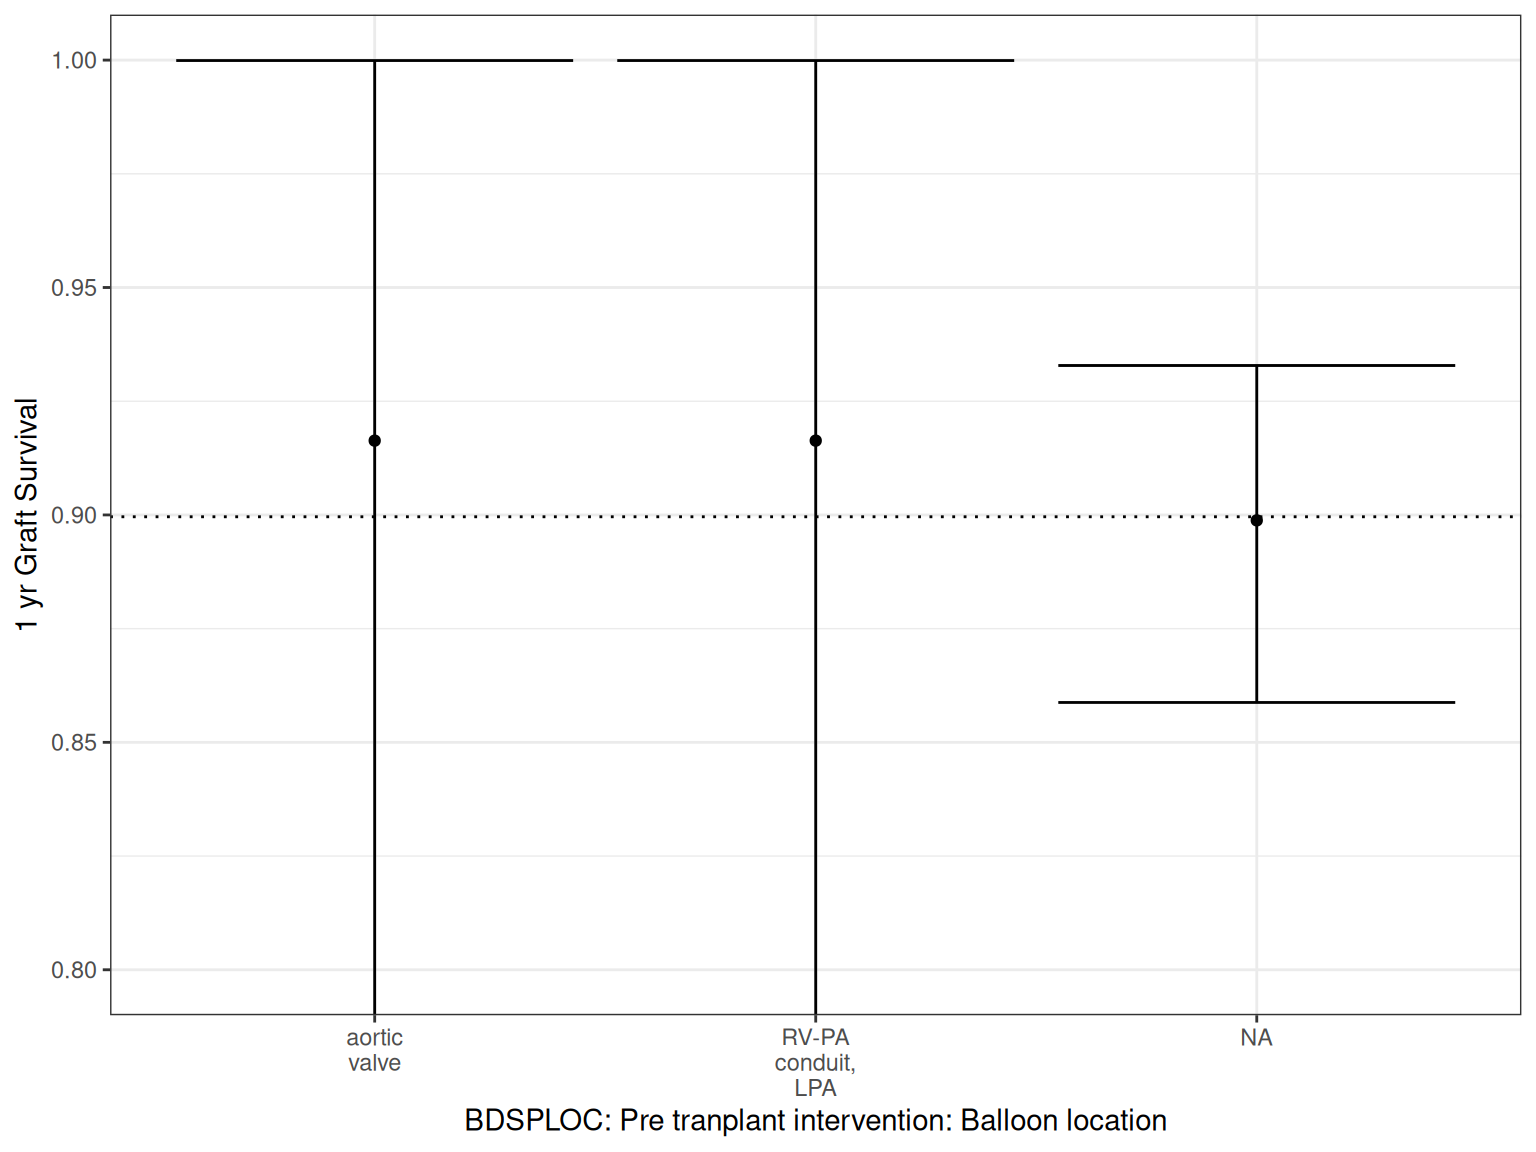 1.00
0.95
0.90
0.85
0.80
1 yr Graft Survival
aortic
valve
RV-PA
conduit,
LPA
NA
BDSPLOC: Pre tranplant intervention: Balloon location